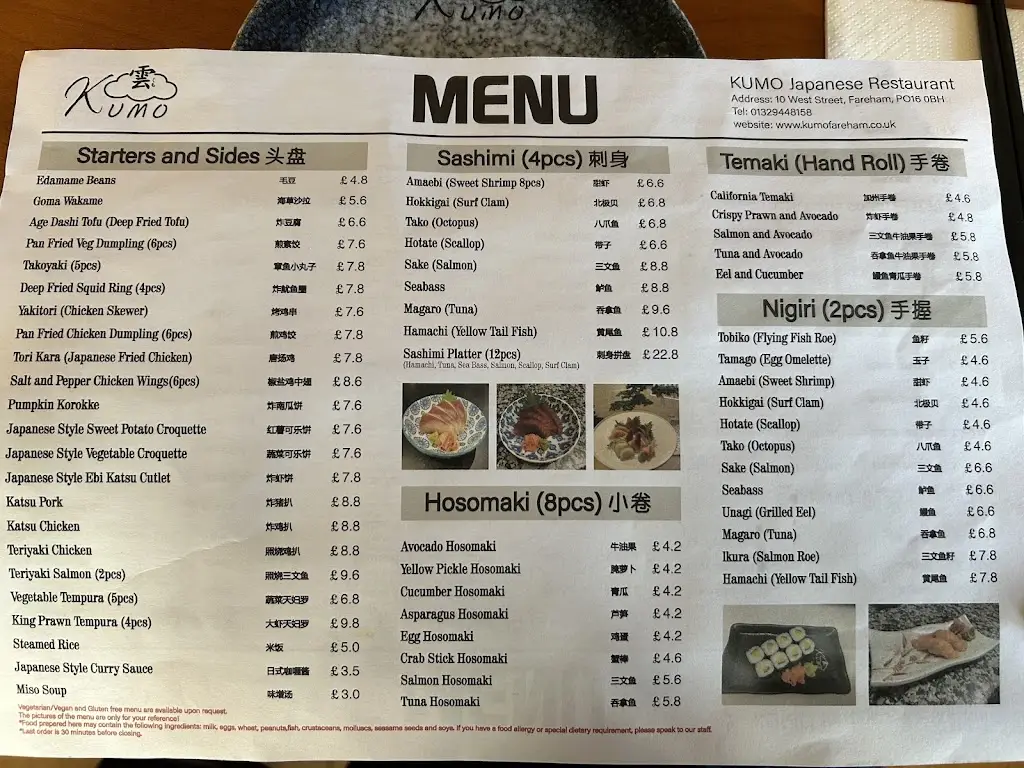 KUMO
雲
KUMO
MENU
KUMO Japanese Restaurant
Address: 10 West Street, Fareham, PO16 0BH
Tel: 01329448158
website: www.kumofareham.co.uk
Starters and Sides 头盘
Edamame Beans 毛豆 £4.8
Goma Wakame 海草沙拉 £5.6
Age Dashi Tofu (Deep Fried Tofu) 炸豆腐 £6.6
Pan Fried Veg Dumpling (6pcs) 煎素饺 £7.6
Takoyaki (5pcs) 章鱼小丸子 £7.8
Deep Fried Squid Ring (4pcs) 炸鱿鱼圈 £7.8
Yakitori (Chicken Skewer) 烤鸡串 £7.6
Pan Fried Chicken Dumpling (6pcs) 煎鸡饺 £7.8
Tori Kara (Japanese Fried Chicken) 唐扬鸡 £7.8
Salt and Pepper Chicken Wings(6pcs) 椒盐鸡中翅 £8.6
Pumpkin Korokke 炸南瓜饼 £7.6
Japanese Style Sweet Potato Croquette 红薯可乐饼 £7.6
Japanese Style Vegetable Croquette 蔬菜可乐饼 £7.6
Japanese Style Ebi Katsu Cutlet 炸虾饼 £7.8
Katsu Pork 炸猪扒 £8.8
Katsu Chicken 炸鸡扒 £8.8
Teriyaki Chicken 照烧鸡扒 £8.8
Teriyaki Salmon (2pcs) 照烧三文鱼 £9.6
Vegetable Tempura (5pcs) 蔬菜天妇罗 £6.8
King Prawn Tempura (4pcs) 大虾天妇罗 £9.8
Steamed Rice 米饭 £5.0
Japanese Style Curry Sauce 日式咖喱酱 £3.5
Miso Soup 味增汤 £3.0
Sashimi (4pcs) 刺身
Amaebi (Sweet Shrimp 8pcs) 甜虾 £6.6
Hokkigai (Surf Clam) 北极贝 £6.8
Tako (Octopus) 八爪鱼 £6.8
Hotate (Scallop) 带子 £6.6
Sake (Salmon) 三文鱼 £8.8
Seabass 鲈鱼 £8.8
Magaro (Tuna) 吞拿鱼 £9.6
Hamachi (Yellow Tail Fish) 黄尾鱼 £10.8
Sashimi Platter (12pcs) 刺身拼盘 £22.8
(Hamachi, Tuna, Sea Bass, Salmon, Scallop, Surf Clam)
Hosomaki (8pcs) 小卷
Avocado Hosomaki 牛油果 £4.2
Yellow Pickle Hosomaki 腌萝卜 £4.2
Cucumber Hosomaki 青瓜 £4.2
Asparagus Hosomaki 芦笋 £4.2
Egg Hosomaki 鸡蛋 £4.2
Crab Stick Hosomaki 蟹棒 £4.6
Salmon Hosomaki 三文鱼 £5.6
Tuna Hosomaki 吞拿鱼 £5.8
Temaki (Hand Roll) 手卷
California Temaki 加州手卷 £4.6
Crispy Prawn and Avocado 炸虾手卷 £4.8
Salmon and Avocado 三文鱼牛油果手卷 £5.8
Tuna and Avocado 吞拿鱼牛油果手卷 £5.8
Eel and Cucumber 鳗鱼青瓜手卷 £5.8
Nigiri (2pcs) 手握
Tobiko (Flying Fish Roe) 鱼籽 £5.6
Tamago (Egg Omelette) 玉子 £4.6
Amaebi (Sweet Shrimp) 甜虾 £4.6
Hokkigai (Surf Clam) 北极贝 £4.6
Hotate (Scallop) 带子 £4.6
Tako (Octopus) 八爪鱼 £4.6
Sake (Salmon) 三文鱼 £6.6
Seabass 鲈鱼 £6.6
Unagi (Grilled Eel) 鳗鱼 £6.6
Magaro (Tuna) 吞拿鱼 £6.8
Ikura (Salmon Roe) 三文鱼籽 £7.8
Hamachi (Yellow Tail Fish) 黄尾鱼 £7.8
Vegetarian/Vegan and Gluten free menu are available upon request.
The pictures of the menu are only for your reference!
*Food prepared here may contain the following ingredients: milk, eggs, wheat, peanuts,fish, crustaceans, molluscs, seasame seeds and soya. If you have a food allergy or special dietary requirement, please speak to our staff.
*Last order is 30 minutes before closing.